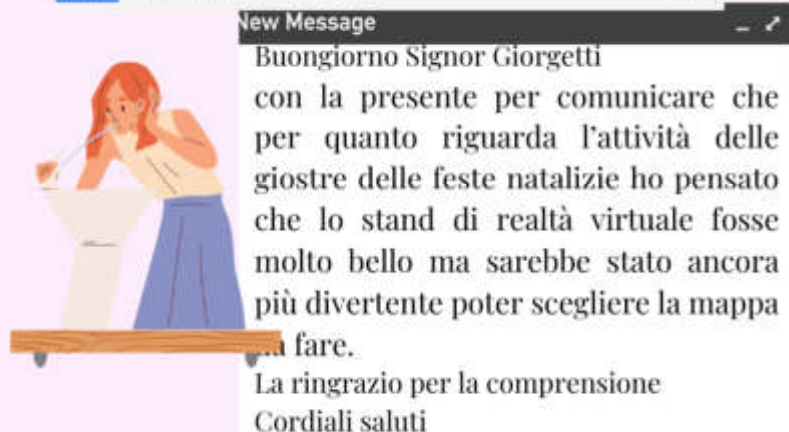 New Message
Buongiorno Signor Giorgetti
con la presente per comunicare che
per quanto riguarda l'attività delle
giostre delle feste natalizie ho pensato
che lo stand di realtà virtuale fosse
molto bello ma sarebbe stato ancora
più divertente poter scegliere la mappa
fare.
La ringrazio per la comprensione
Cordiali saluti